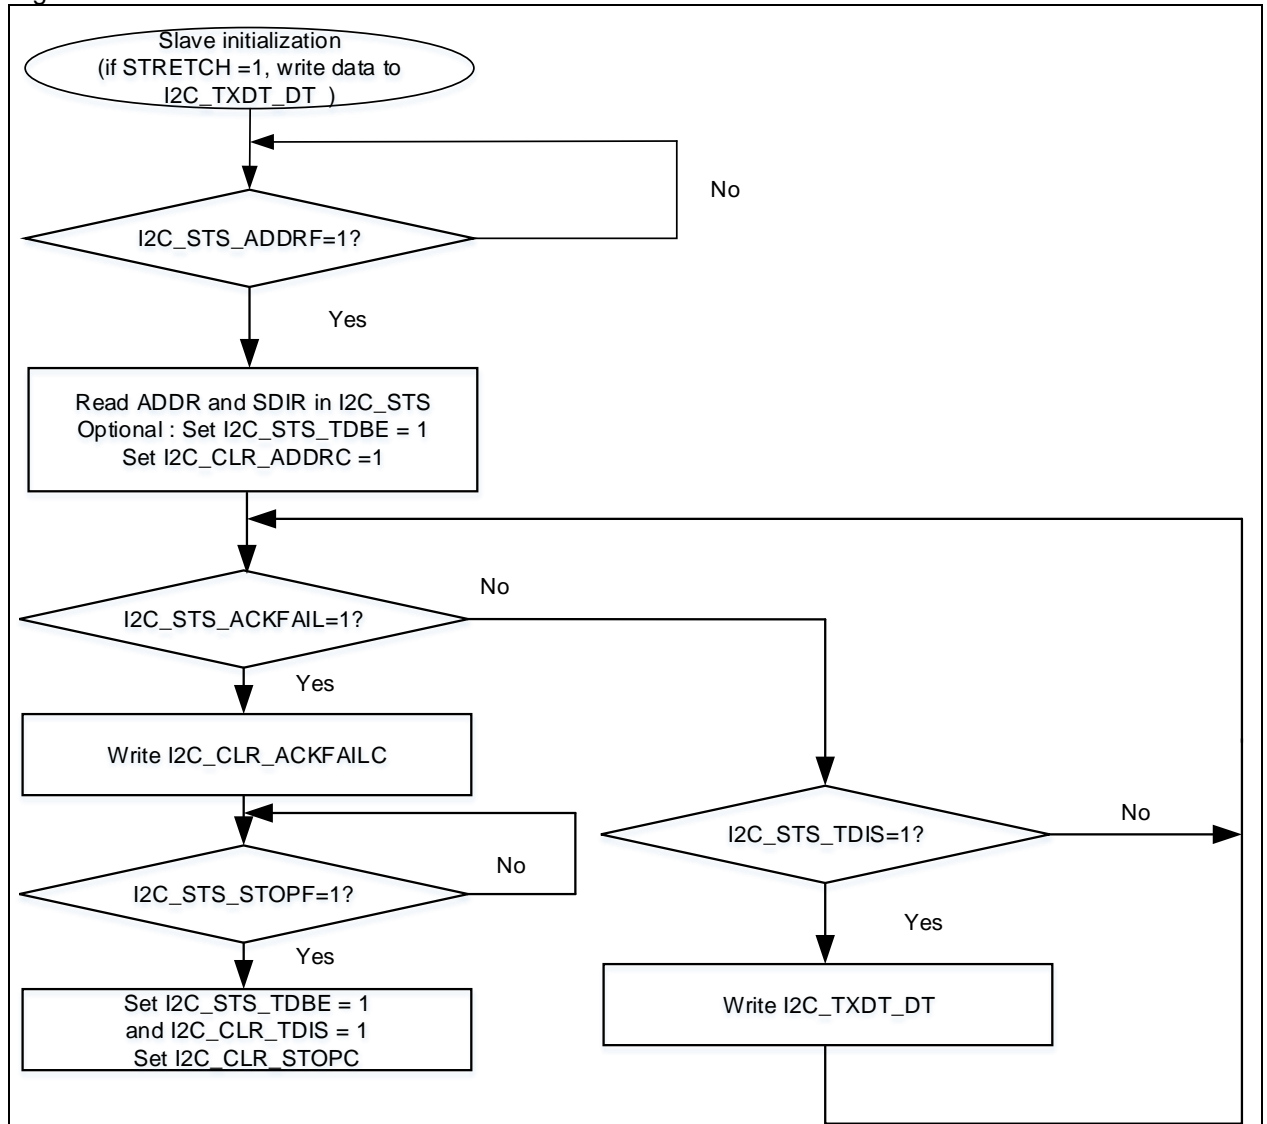 Slave initialization
(if STRETCH =1, write data to
I2C_TXDT_DT )
No
I2C_STS_ADDRF=1?
Yes
Read ADDR and SDIR in I2C_STS
Optional : Set I2C_STS_TDBE = 1
Set I2C_CLR_ADDRC =1
No
I2C_STS_ACKFAIL=1?
Yes
Write I2C_CLR_ACKFAILC
No
I2C_STS_TDIS=1?
No
I2C_STS_STOPF=1?
Yes
Yes
Set I2C_STS_TDBE = 1
and I2C_CLR_TDIS = 1
Set I2C_CLR_STOPC
Write I2C_TXDT_DT